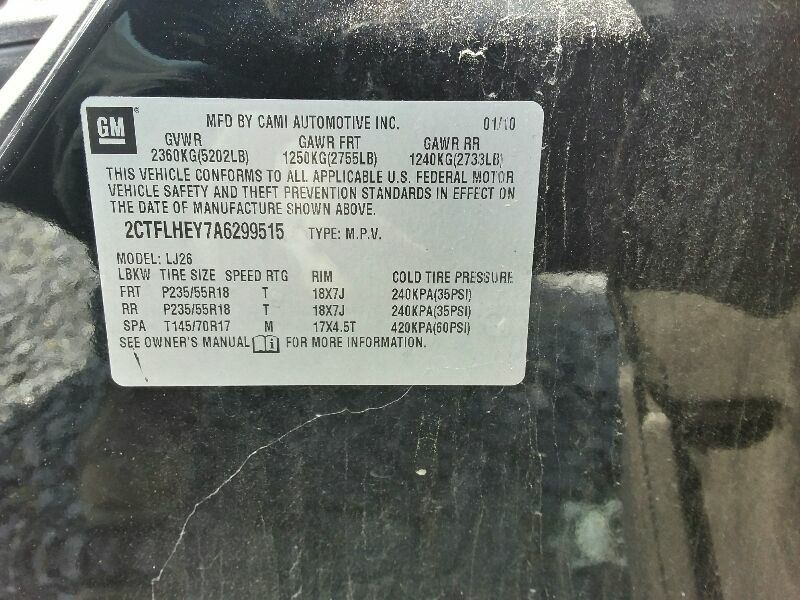 GM
MFD BY CAMI AUTOMOTIVE INC. 01/10
GVWR GAWR FRT GAWR RR
2360KG(5202LB) 1250KG(2755LB) 1240KG(2733LB)
THIS VEHICLE CONFORMS TO ALL APPLICABLE U.S. FEDERAL MOTOR
VEHICLE SAFETY AND THEFT PREVENTION STANDARDS IN EFFECT ON
THE DATE OF MANUFACTURE SHOWN ABOVE.
2CTFLHEY7A6299515 TYPE: M.P.V.
MODEL: LJ26
LBKW TIRE SIZE SPEED RTG RIM COLD TIRE PRESSURE
FRT P235/55R18 T 18X7J 240KPA(35PSI)
RR P235/55R18 T 18X7J 240KPA(35PSI)
SPA T145/70R17 M 17X4.5T 420KPA(60PSI)
SEE OWNER'S MANUAL i FOR MORE INFORMATION.